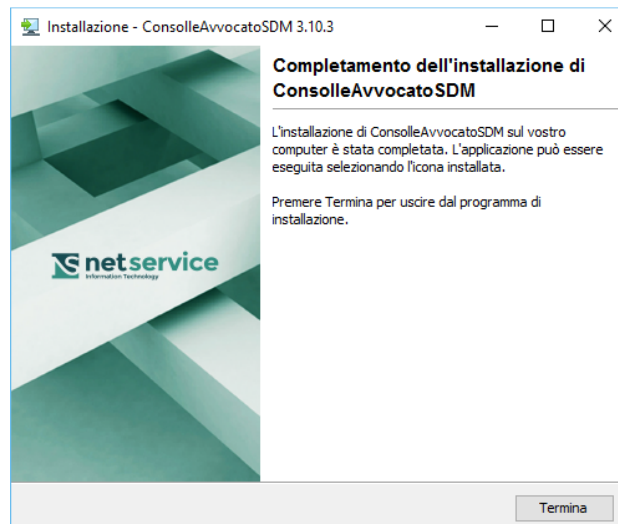 Installazione - ConsolleAvvocatoSDM 3.10.3
Completamento dell'installazione di
ConsolleAvvocatoSDM
L'installazione di ConsolleAvvocatoSDM sul vostro
computer è stata completata. L'applicazione può essere
eseguita selezionando l'icona installata.
Premere Termina per uscire dal programma di
installazione.
netservice
Information Technology
Termina